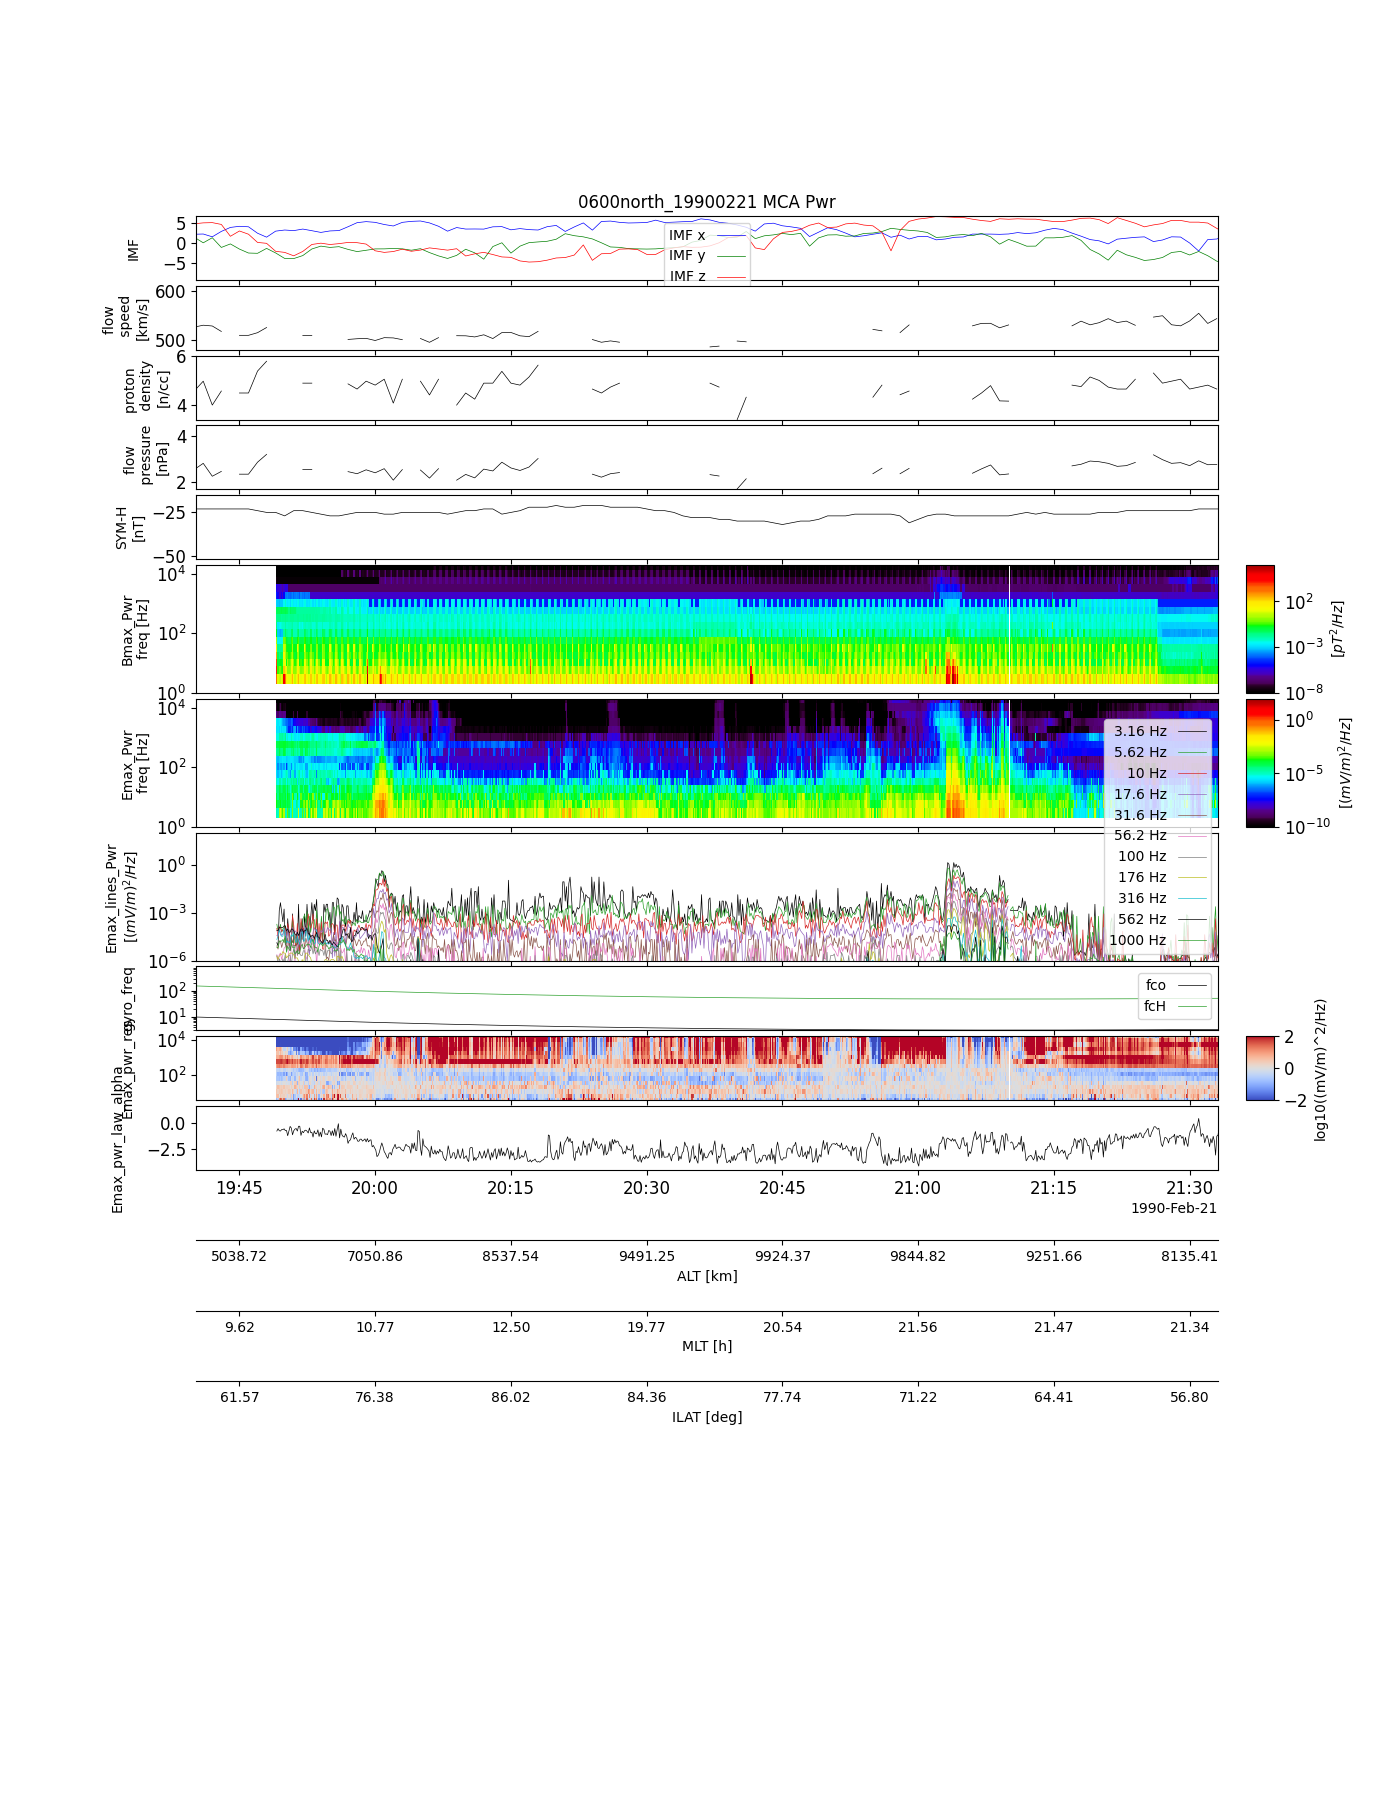 0600north_19900221 MCA Pwr
5
0
−5
IMF
IMF x
IMF y
IMF z
600
500
flow
speed
[km/s]
6
4
proton
density
[n/cc]
4
2
flow
pressure
[nPa]
−25
−50
SYM-H
[nT]
10^4
10^2
10^0
Bmax_Pwr
freq [Hz]
10^2
10^−3
10^−8
[pT^2/Hz]
10^4
10^2
10^0
Emax_Pwr
freq [Hz]
10^0
10^−5
10^−10
[(mV/m)^2/Hz]
3.16 Hz
5.62 Hz
10 Hz
17.6 Hz
31.6 Hz
56.2 Hz
100 Hz
176 Hz
316 Hz
562 Hz
1000 Hz
10^0
10^−3
10^−6
Emax_lines_Pwr
[(mV/m)^2/Hz]
10^2
10^1
gyro_freq
fco
fcH
10^4
10^2
Emax_pwr_reg
2
0
−2
log10((mV/m)^2/Hz)
0.0
−2.5
Emax_pwr_law_alpha
19:45 20:00 20:15 20:30 20:45 21:00 21:15 21:30
1990-Feb-21
5038.72 7050.86 8537.54 9491.25 9924.37 9844.82 9251.66 8135.41
ALT [km]
9.62 10.77 12.50 19.77 20.54 21.56 21.47 21.34
MLT [h]
61.57 76.38 86.02 84.36 77.74 71.22 64.41 56.80
ILAT [deg]